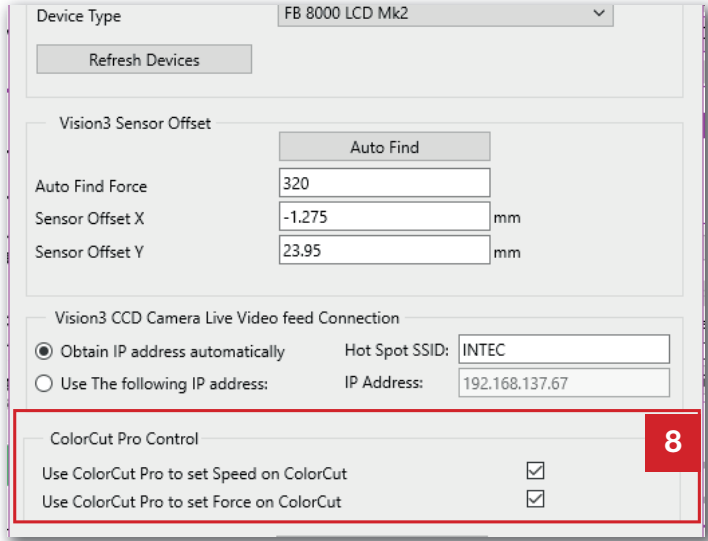 Device Type FB 8000 LCD Mk2
Refresh Devices
Vision3 Sensor Offset
Auto Find
Auto Find Force 320
Sensor Offset X -1.275 mm
Sensor Offset Y 23.95 mm
Vision3 CCD Camera Live Video feed Connection
Obtain IP address automatically Hot Spot SSID: INTEC
Use The following IP address: IP Address: 192.168.137.67
ColorCut Pro Control 8
Use ColorCut Pro to set Speed on ColorCut
Use ColorCut Pro to set Force on ColorCut